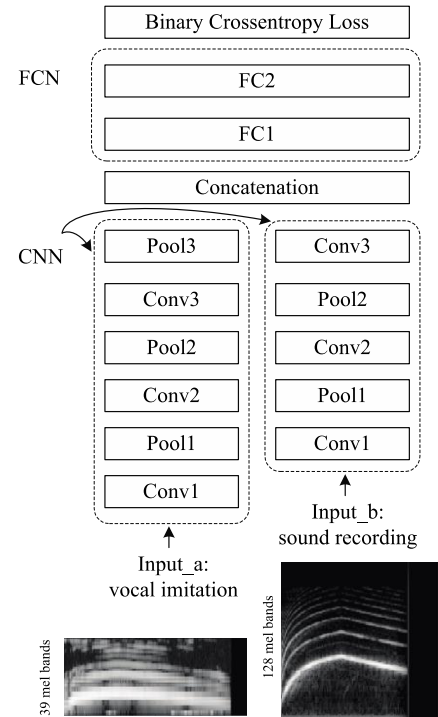 Binary Crossentropy Loss
FCN
FC2
FC1
Concatenation
CNN
Pool3
Conv3
Pool2
Conv2
Pool1
Conv1
Conv3
Pool2
Conv2
Pool1
Conv1
Input_a:
vocal imitation
Input_b:
sound recording
39 mel bands
128 mel bands